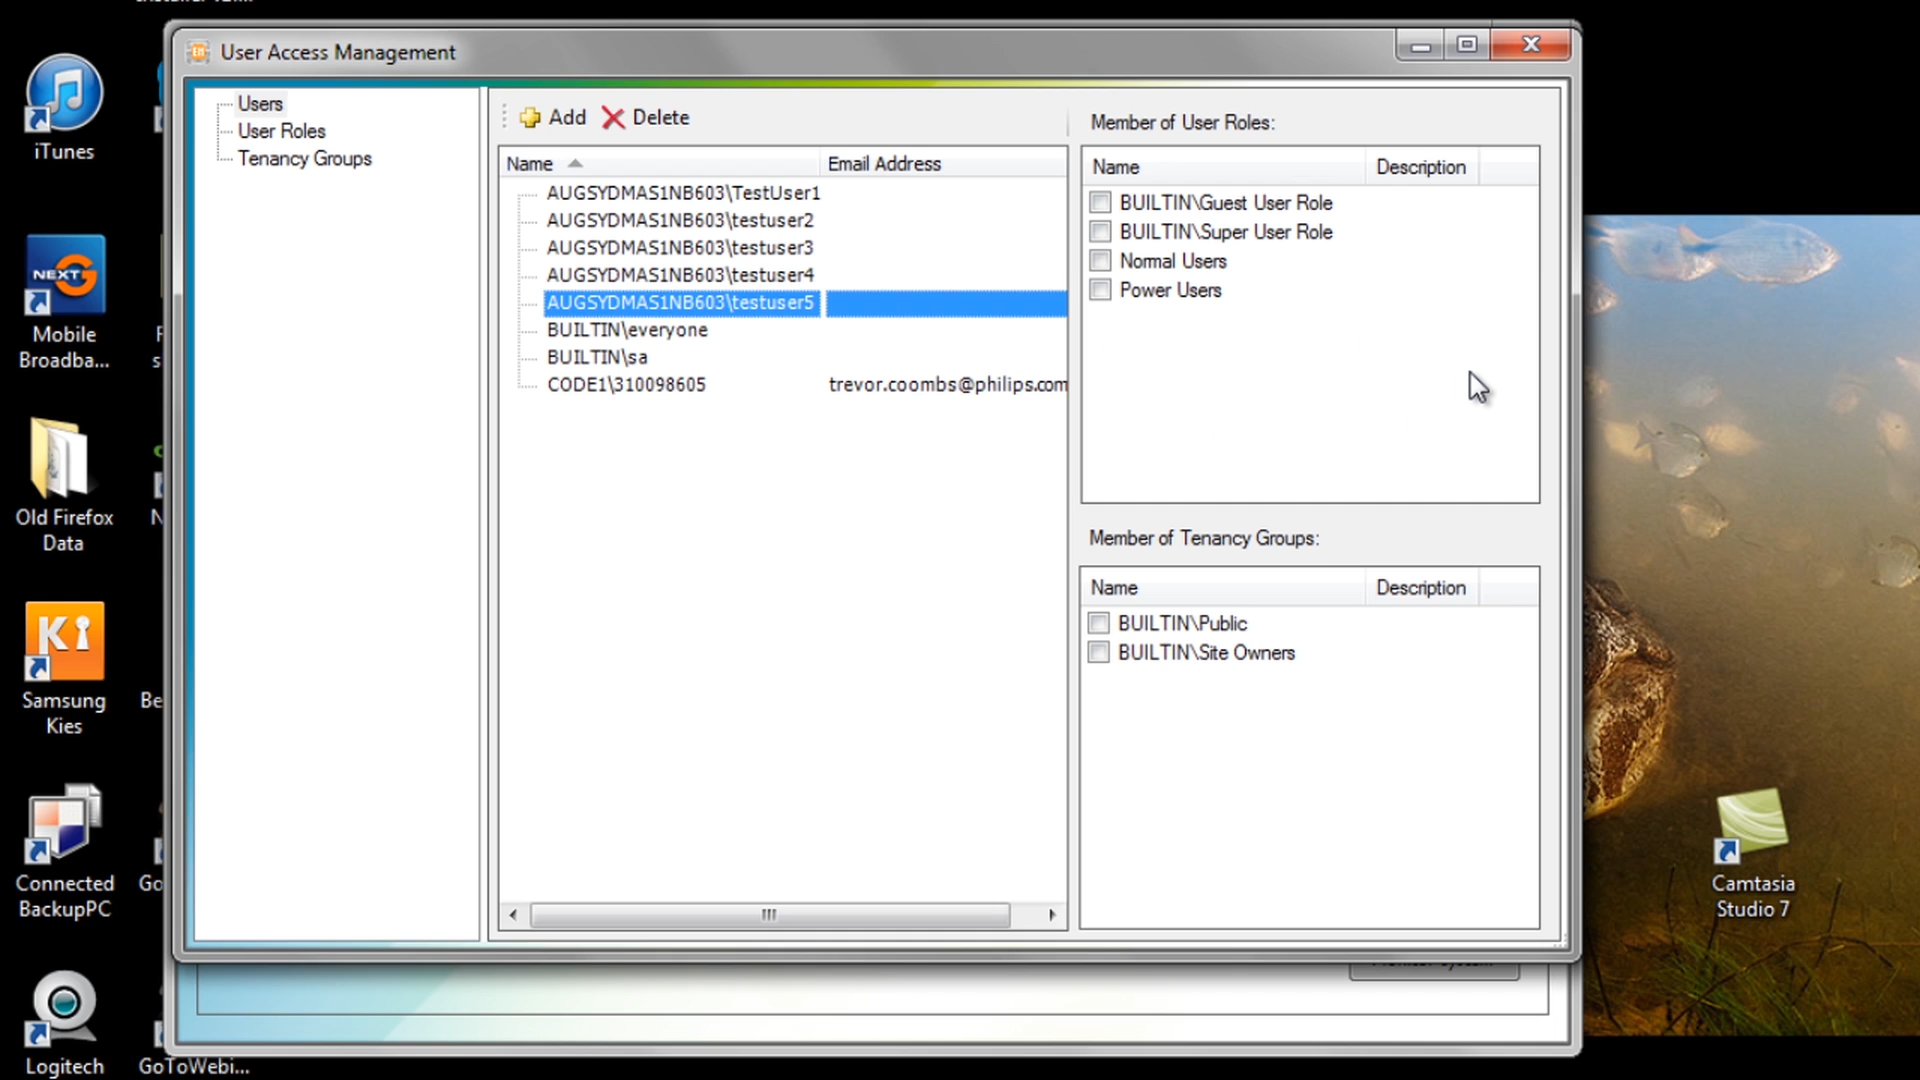 User Access Management
Users
User Roles
Tenancy Groups
Add Delete
Name Email Address
AUGSYDMAS1NB603\TestUser1
AUGSYDMAS1NB603\testuser2
AUGSYDMAS1NB603\testuser3
AUGSYDMAS1NB603\testuser4
AUGSYDMAS1NB603\testuser5
BUILTIN\everyone
BUILTIN\sa
CODE1\310098605 trevor.coombs@philips.com
Member of User Roles:
Name Description
BUILTIN\Guest User Role
BUILTIN\Super User Role
Normal Users
Power Users
Member of Tenancy Groups:
Name Description
BUILTIN\Public
BUILTIN\Site Owners
iTunes
NEXT G
Mobile
Broadba...
Old Firefox
Data
Ki
Samsung
Kies
Be
Connected
BackupPC
Go
Logitech
GoToWebi...
Camtasia
Studio 7